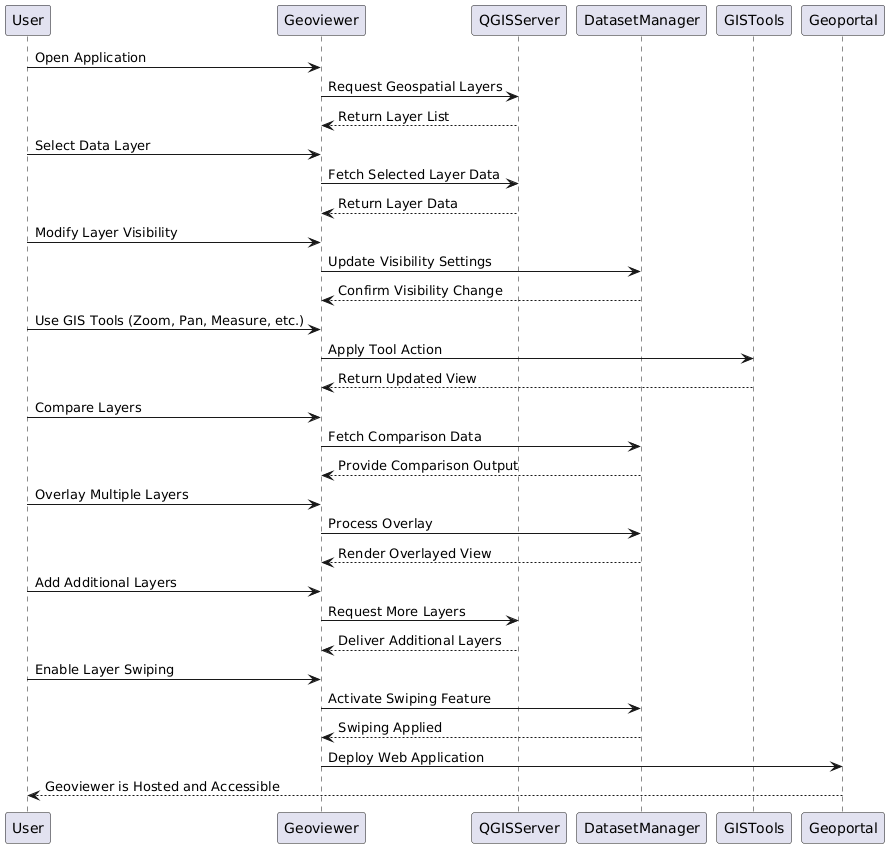 User Geoviewer QGISServer DatasetManager GISTools Geoportal
Open Application
Request Geospatial Layers
Return Layer List
Select Data Layer
Fetch Selected Layer Data
Return Layer Data
Modify Layer Visibility
Update Visibility Settings
Confirm Visibility Change
Use GIS Tools (Zoom, Pan, Measure, etc.)
Apply Tool Action
Return Updated View
Compare Layers
Fetch Comparison Data
Provide Comparison Output
Overlay Multiple Layers
Process Overlay
Render Overlayed View
Add Additional Layers
Request More Layers
Deliver Additional Layers
Enable Layer Swiping
Activate Swiping Feature
Swiping Applied
Deploy Web Application
Geoviewer is Hosted and Accessible
User Geoviewer QGISServer DatasetManager GISTools Geoportal